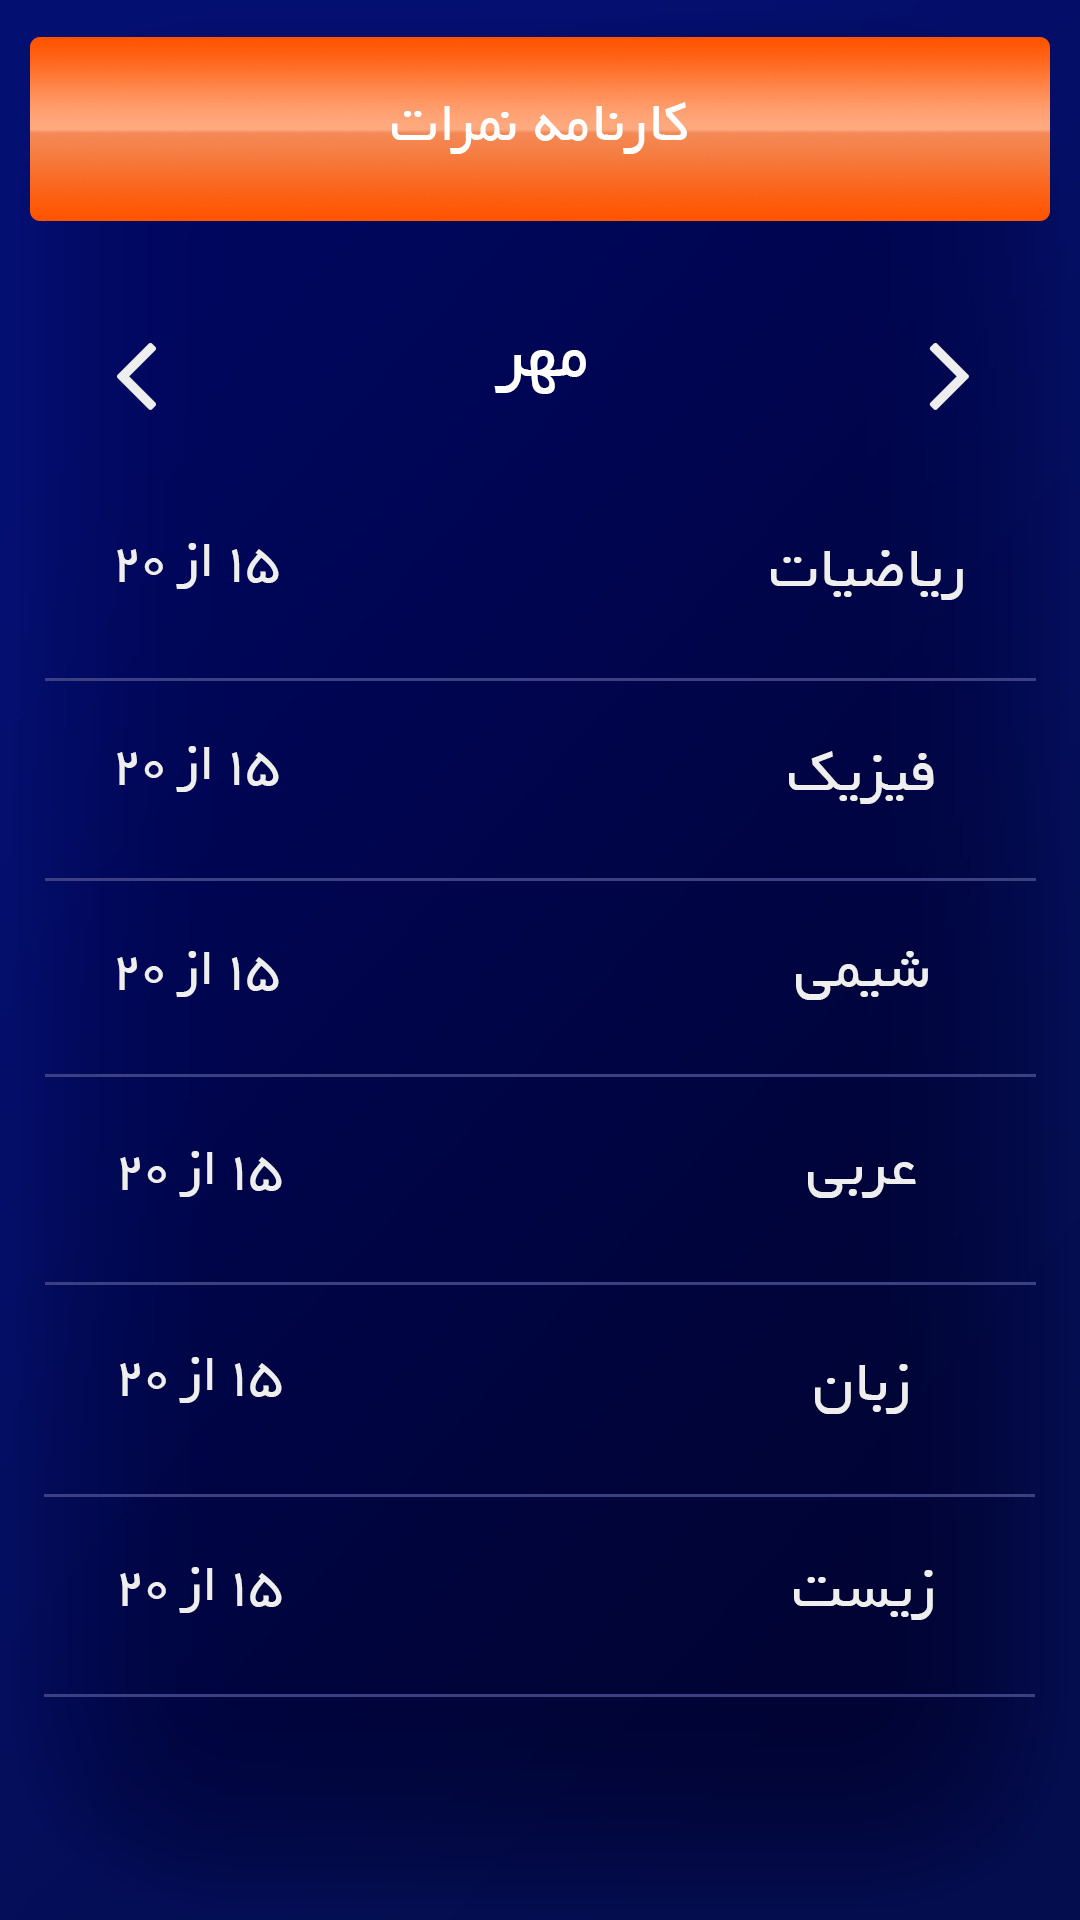 کارنامه نمرات
مهر
ریاضیات ۱۵ از ۲۰
فیزیک ۱۵ از ۲۰
شیمی ۱۵ از ۲۰
عربی ۱۵ از ۲۰
زبان ۱۵ از ۲۰
زیست ۱۵ از ۲۰